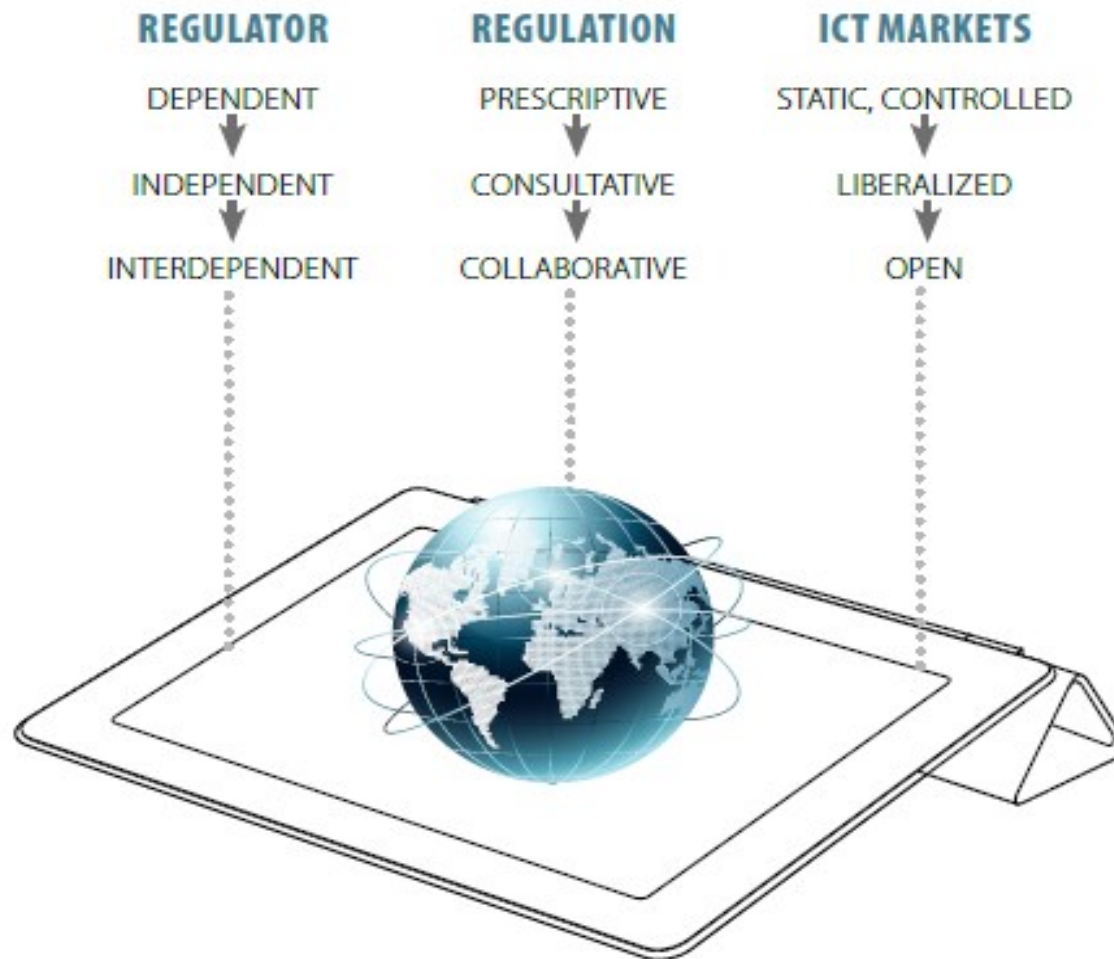 REGULATOR
DEPENDENT
INDEPENDENT
INTERDEPENDENT
REGULATION
PRESCRIPTIVE
CONSULTATIVE
COLLABORATIVE
ICT MARKETS
STATIC, CONTROLLED
LIBERALIZED
OPEN